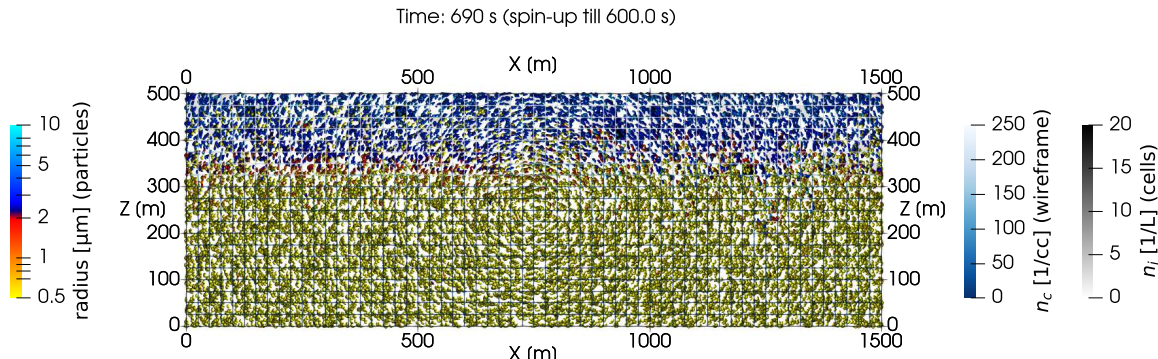 Time: 690 s (spin-up till 600.0 s)
X (m)
0 500 1000 1500
500 500
400 400
300 300
Z (m) Z (m)
200 200
100 100
0 0
0 500 1000 1500
X (m)
10
5
2
1
0.5
radius [µm] (particles)
250
200
150
100
50
0
n_c [1/cc] (wireframe)
20
15
10
5
0
n_i [1/L] (cells)